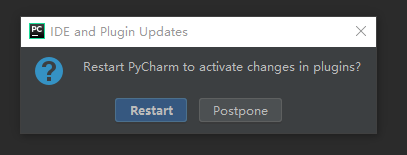 PC
IDE and Plugin Updates
Restart PyCharm to activate changes in plugins?
Restart
Postpone